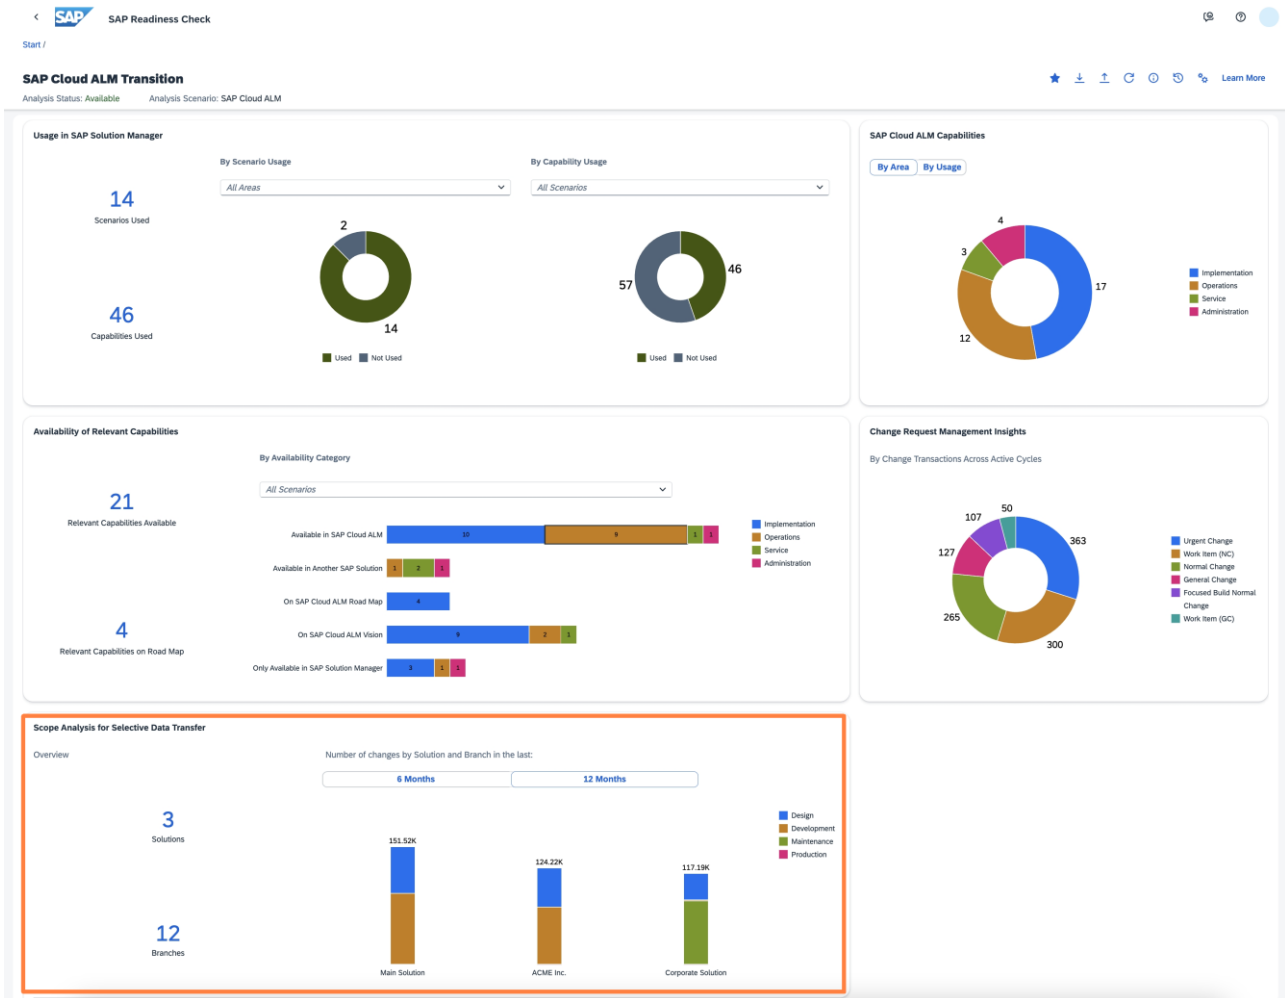 SAP
SAP Readiness Check
Start /
SAP Cloud ALM Transition
Learn More
Analysis Status: Available
Analysis Scenario: SAP Cloud ALM
Usage in SAP Solution Manager
14
Scenarios Used
46
Capabilities Used
By Scenario Usage
All Areas
2
14
Used
Not Used
By Capability Usage
All Scenarios
57
46
Used
Not Used
SAP Cloud ALM Capabilities
By Area
By Usage
4
3
17
12
Implementation
Operations
Service
Administration
Availability of Relevant Capabilities
21
Relevant Capabilities Available
4
Relevant Capabilities on Road Map
By Availability Category
All Scenarios
Available in SAP Cloud ALM 10 9 1 1
Available in Another SAP Solution 1 2 1
On SAP Cloud ALM Road Map 4
On SAP Cloud ALM Vision 9 2 1
Only Available in SAP Solution Manager 3 1 1
Implementation
Operations
Service
Administration
Change Request Management Insights
By Change Transactions Across Active Cycles
50
107
363
127
265
300
Urgent Change
Work Item (NC)
Normal Change
General Change
Focused Build Normal
Change
Work Item (GC)
Scope Analysis for Selective Data Transfer
Overview
3
Solutions
12
Branches
Number of changes by Solution and Branch in the last:
6 Months
12 Months
151.52K
124.22K
117.19K
Main Solution
ACME Inc.
Corporate Solution
Design
Development
Maintenance
Production